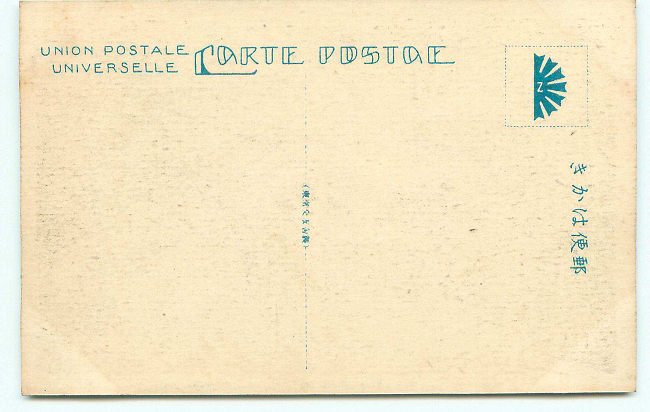 UNION POSTALE
UNIVERSELLE
CARTE POSTALE
N
きかは便郵